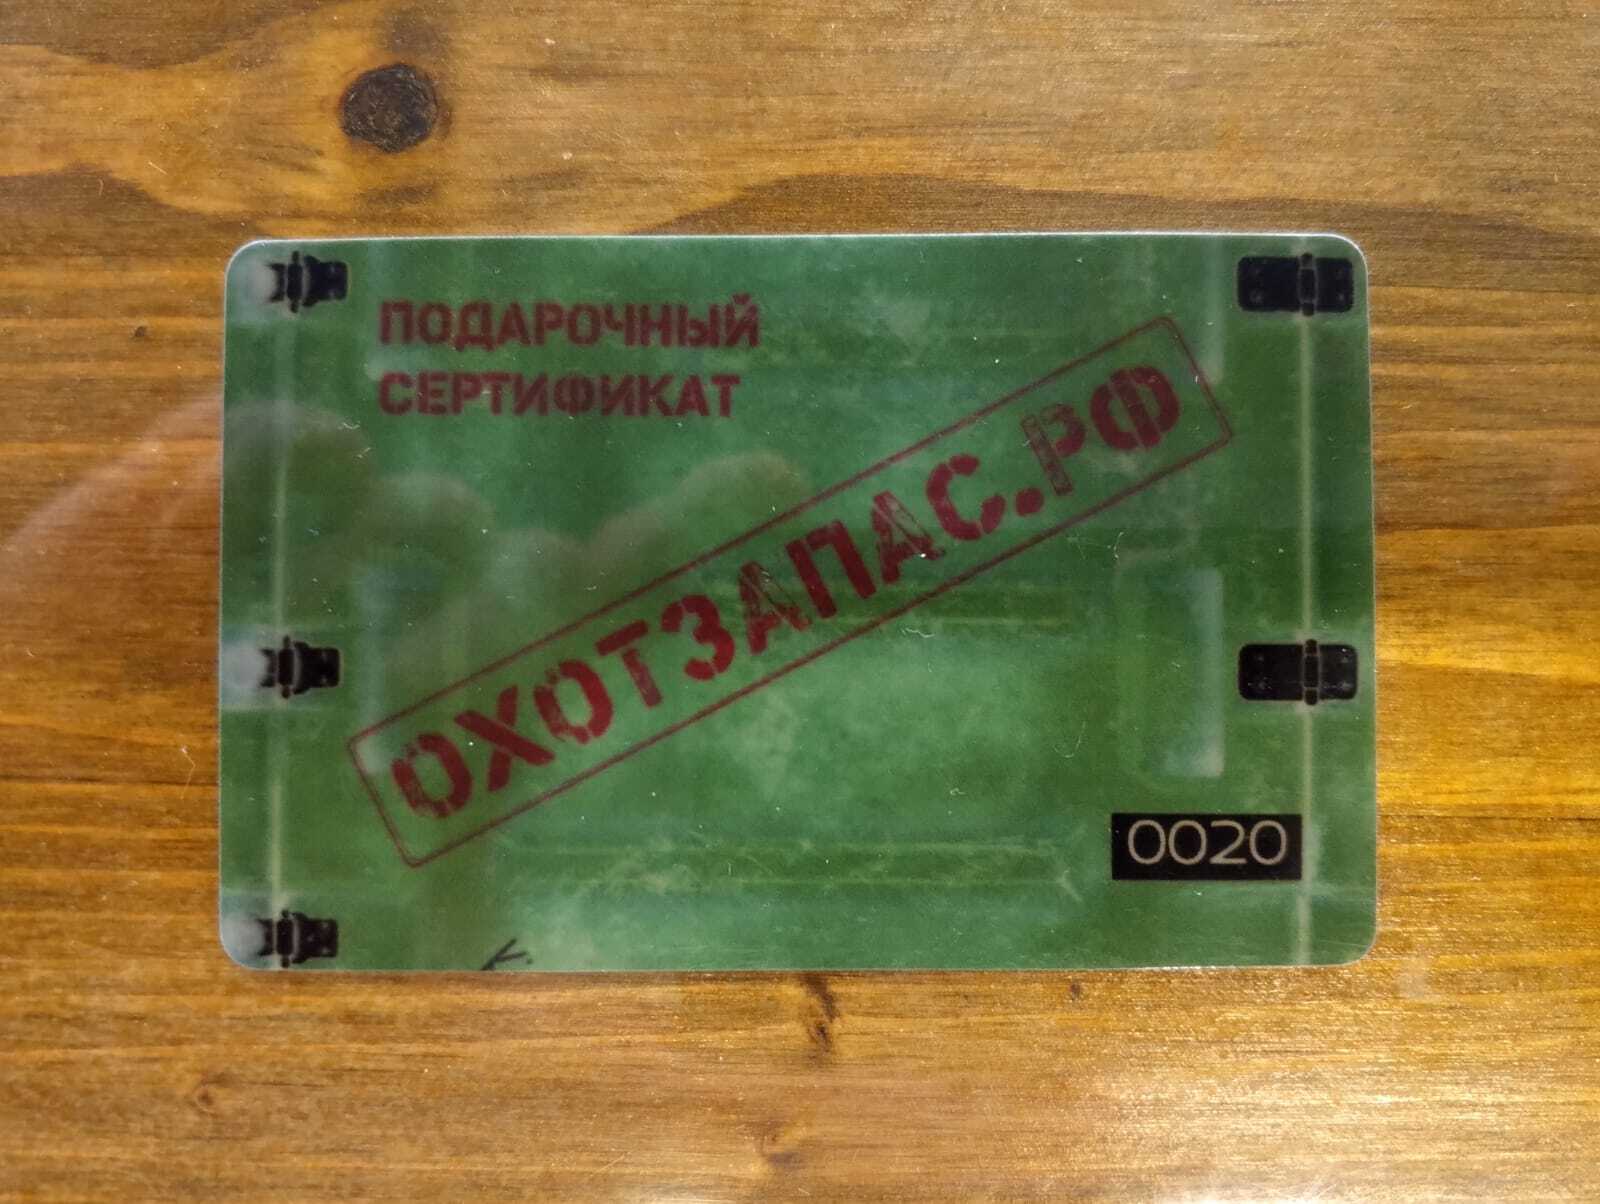 ПОДАРОЧНЫЙ
СЕРТИФИКАТ
ОХОТЗАПАС.РФ
0020